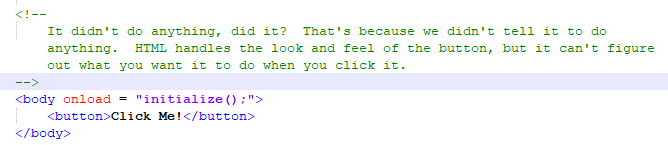 <!--
It didn't do anything, did it?  That's because we didn't tell it to do
anything.  HTML handles the look and feel of the button, but it can't figure
out what you want it to do when you click it.
-->
<body onload = "initialize();">
<button>Click Me!</button>
</body>